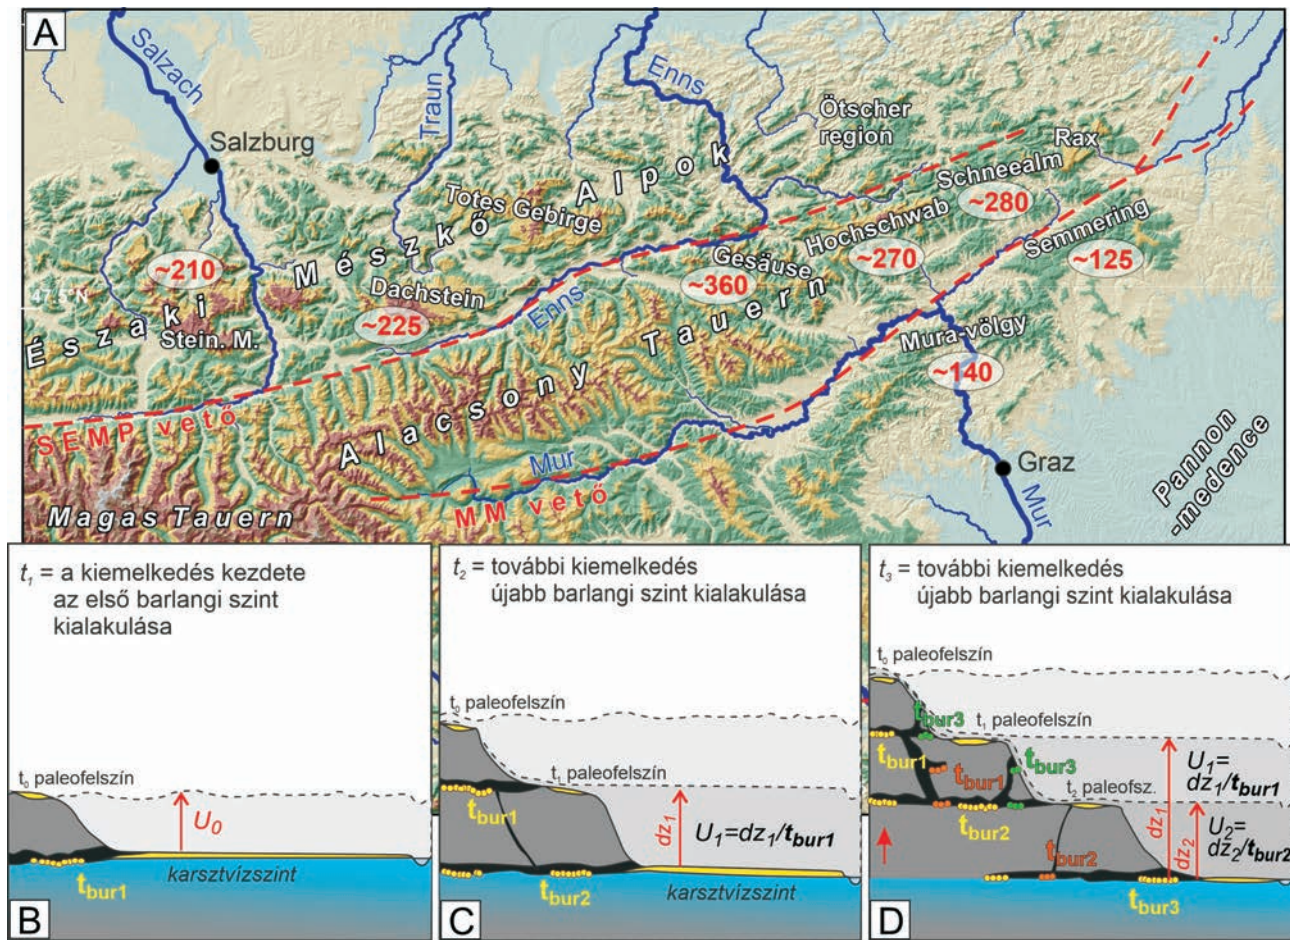 A
Salzach
Salzburg
Traun
Enns
Ötscher
region
Rax
Schneealm
~280
Semmering
~125
Hochschwab
~270
Totes Gebirge
Északi Mészkő Alpok
~210
47.5°N
Stein. M.
Dachstein
~225
Enns
Gesäuse
~360
Alacsony Tauern
Mura-völgy
~140
SEMP vető
Mur
MM vető
Magas Tauern
Graz
Mur
Pannon
-medence
B
t1 = a kiemelkedés kezdete
az első barlangi szint
kialakulása
t0 paleofelszín
U0
tbur1
karsztvízszint
C
t2 = további kiemelkedés
újabb barlangi szint kialakulása
t0 paleofelszín
t1 paleofelszín
tbur1
dz1
U1=dz1/tbur1
tbur2
karsztvízszint
D
t3 = további kiemelkedés
újabb barlangi szint kialakulása
t0 paleofelszín
tbur3
t1 paleofelszín
tbur1
tbur1
tbur3
t2 paleofsz.
dz1
U1=
dz1/tbur1
tbur2
tbur2
dz2
U2=
dz2/tbur2
tbur3